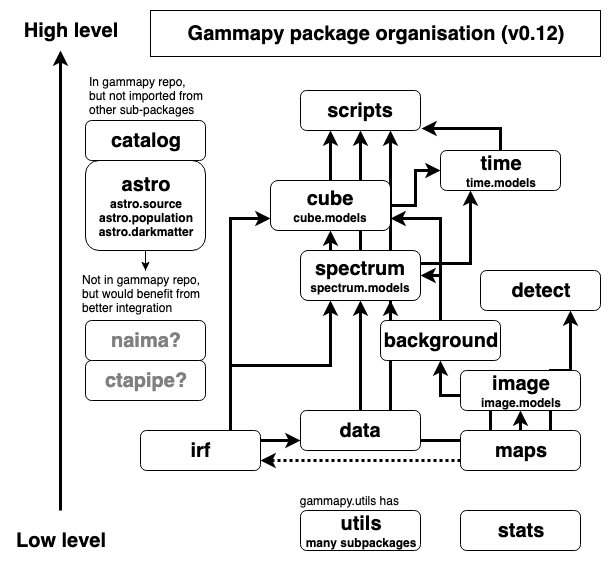 High level
Gammapy package organisation (v0.12)
In gammapy repo,
but not imported from
other sub-packages
catalog
astro
astro.source
astro.population
astro.darkmatter
Not in gammapy repo,
but would benefit from
better integration
naima?
ctapipe?
scripts
time
time.models
cube
cube.models
spectrum
spectrum.models
detect
background
image
image.models
data
irf
maps
gammapy.utils has
utils
many subpackages
stats
Low level